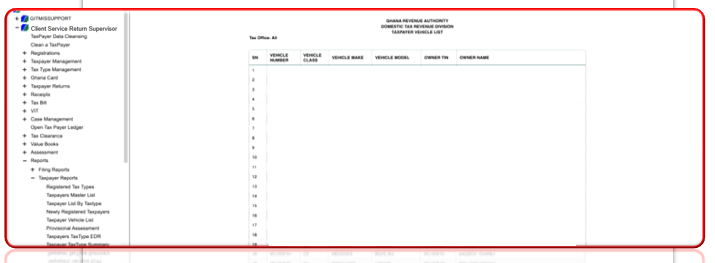 GITMISSUPPORT
Client Service Return Supervisor
TaxPayer Data Cleansing
Clean a TaxPayer
Registrations
Taxpayer Management
Tax Type Management
Ghana Card
Taxpayer Returns
Receipts
Tax Bill
VIT
Case Management
Open Tax Payer Ledger
Tax Clearance
Value Books
Assessment
Reports
Filing Reports
Taxpayer Reports
Registered Tax Types
Taxpayers Master List
Taxpayer List By Taxtype
Newly Registered Taxpayers
Taxpayer Vehicle List
Provisional Assessment
Taxpayers TaxType EDR
Taxpayer TaxType Summary
GHANA REVENUE AUTHORITY
DOMESTIC TAX REVENUE DIVISION
TAXPAYER VEHICLE LIST
Tax Office: All
SN VEHICLE NUMBER VEHICLE CLASS VEHICLE MAKE VEHICLE MODEL OWNER TIN OWNER NAME
1
2
3
4
5
6
7
8
9
10
11
12
13
14
15
16
17
18
19